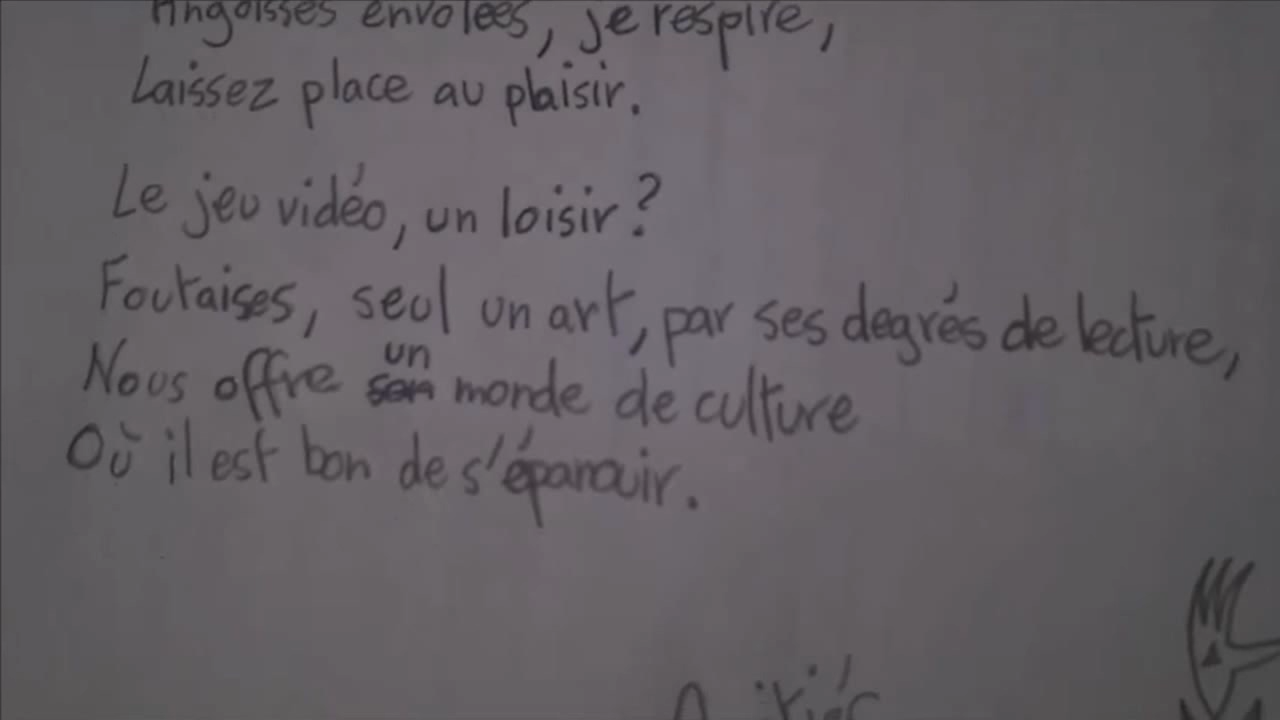 Angoisses envolées, je respire,
Laissez place au plaisir.
Le jeu vidéo, un loisir ?
Foutaises, seul un art, par ses degrés de lecture,
Nous offre un monde de culture
Où il est bon de s'épanouir.